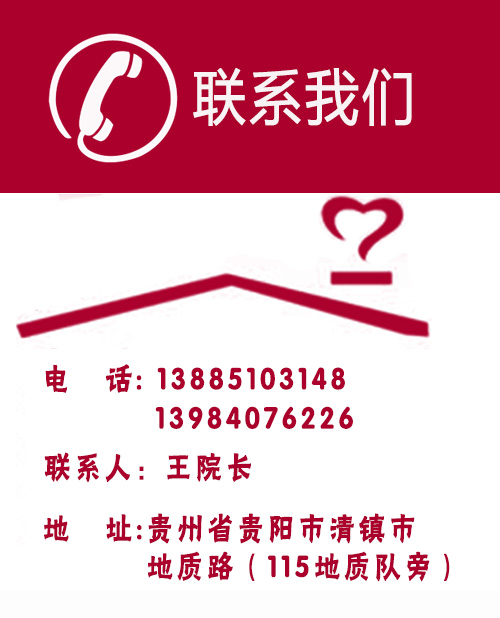 联系我们
电 话: 13885103148
13984076226
联系人: 王院长
地 址:贵州省贵阳市清镇市
地质路（115地质队旁）